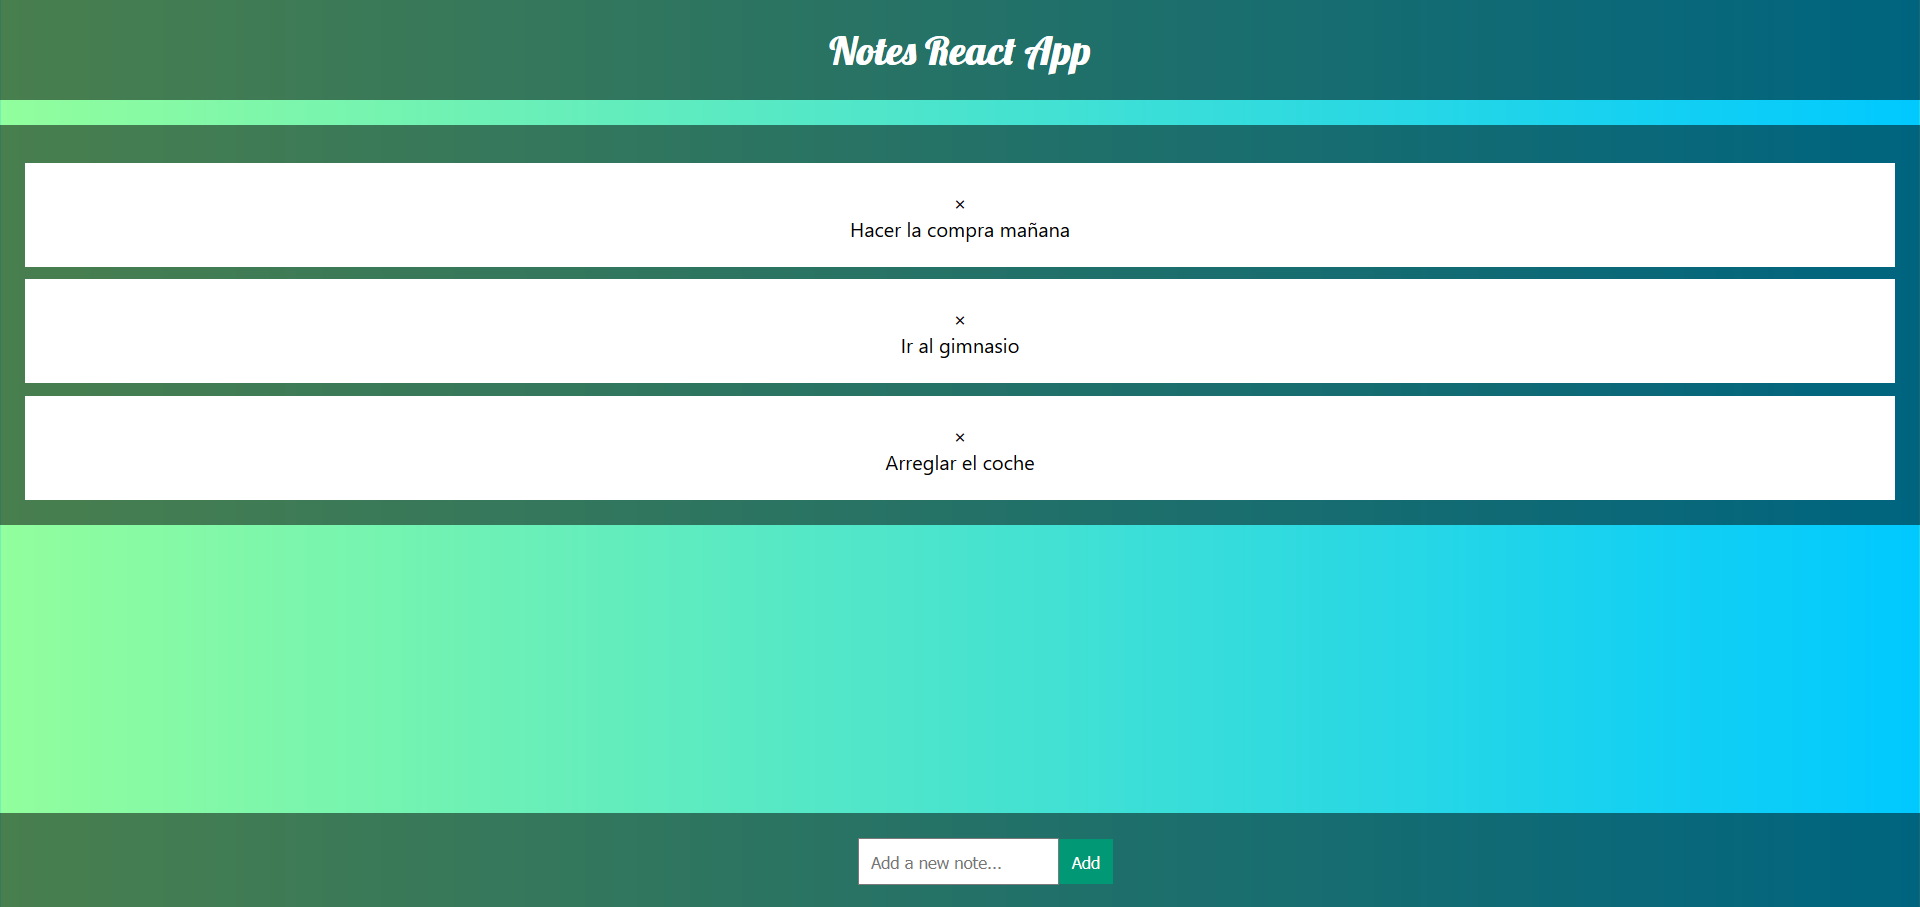 Notes React App
×
Hacer la compra mañana
×
Ir al gimnasio
×
Arreglar el coche
Add a new note... Add